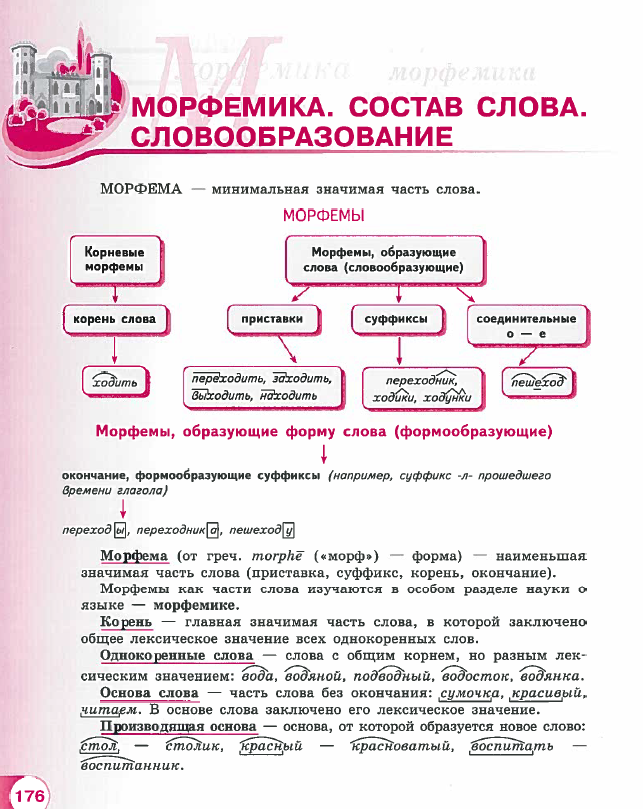 морфемика морфемика
МОРФЕМИКА. СОСТАВ СЛОВА.
СЛОВООБРАЗОВАНИЕ
МОРФЕМА — минимальная значимая часть слова.
МОРФЕМЫ
Корневые
морфемы
Морфемы, образующие
слова (словообразующие)
корень слова
приставки
суффиксы
соединительные
о — е
ходить
переходить, заходить,
выходить, находить
переходник,
ходики, ходунки
пешеход
Морфемы, образующие форму слова (формообразующие)
окончание, формообразующие суффиксы (например, суффикс -л- прошедшего
времени глагола)
переходы, переходника, пешеходу
Морфема (от греч. morphē («морф») — форма) — наименьшая
значимая часть слова (приставка, суффикс, корень, окончание).
Морфемы как части слова изучаются в особом разделе науки о
языке — морфемике.
Корень — главная значимая часть слова, в которой заключено
общее лексическое значение всех однокоренных слов.
Однокоренные слова — слова с общим корнем, но разным лек-
сическим значением: вода, водяной, подводный, водосток, водянка.
Основа слова — часть слова без окончания: сумочка, красивый,
читаем. В основе слова заключено его лексическое значение.
Производящая основа — основа, от которой образуется новое слово:
стол, — столик, красный — красноватый, воспитать —
воспитанник.
176